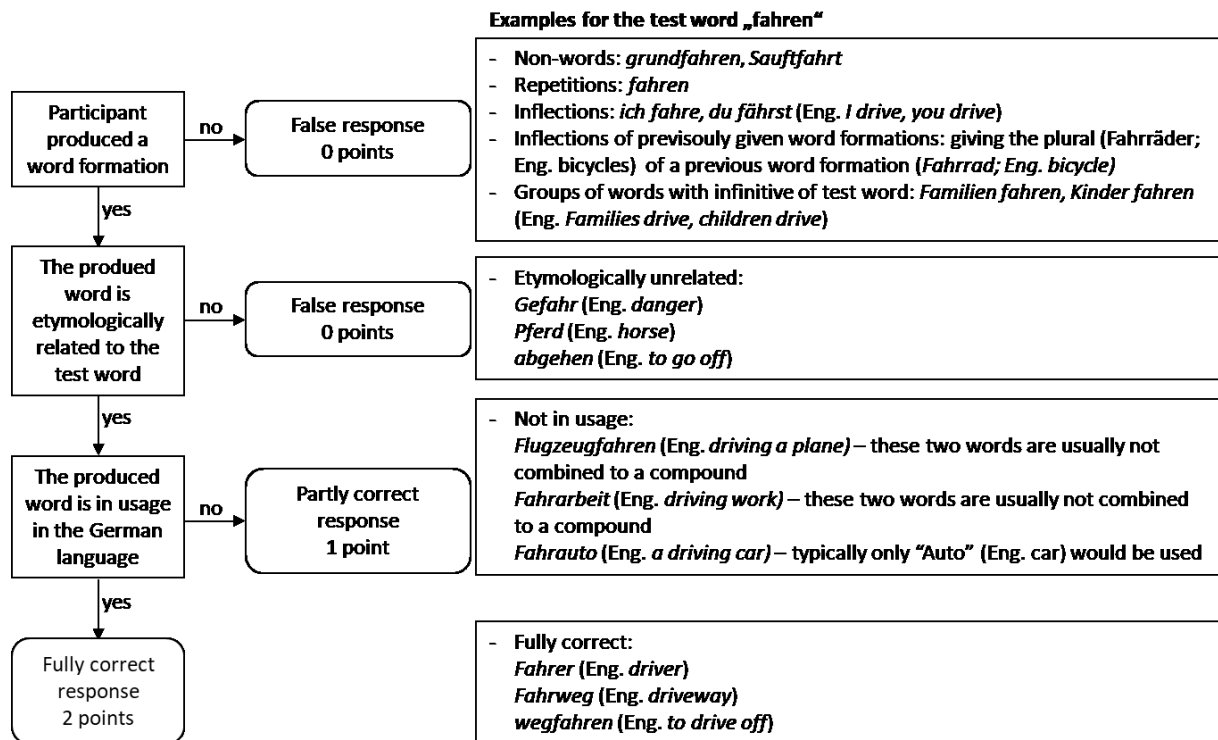 Examples for the test word „fahren“
Participant
produced a
word formation
no
False response
0 points
- Non-words: grundfahren, Sauftfahrt
- Repetitions: fahren
- Inflections: ich fahre, du fährst (Eng. I drive, you drive)
- Inflections of previsouly given word formations: giving the plural (Fahrräder;
Eng. bicycles) of a previous word formation (Fahrrad; Eng. bicycle)
- Groups of words with infinitive of test word: Familien fahren, Kinder fahren
(Eng. Families drive, children drive)
yes
The produed
word is
etymologically
related to the
test word
no
False response
0 points
- Etymologically unrelated:
Gefahr (Eng. danger)
Pferd (Eng. horse)
abgehen (Eng. to go off)
yes
The produced
word is in usage
in the German
language
no
Partly correct
response
1 point
- Not in usage:
Flugzeugfahren (Eng. driving a plane) – these two words are usually not
combined to a compound
Fahrarbeit (Eng. driving work) – these two words are usually not combined
to a compound
Fahrauto (Eng. a driving car) – typically only “Auto” (Eng. car) would be used
yes
Fully correct
response
2 points
- Fully correct:
Fahrer (Eng. driver)
Fahrweg (Eng. driveway)
wegfahren (Eng. to drive off)